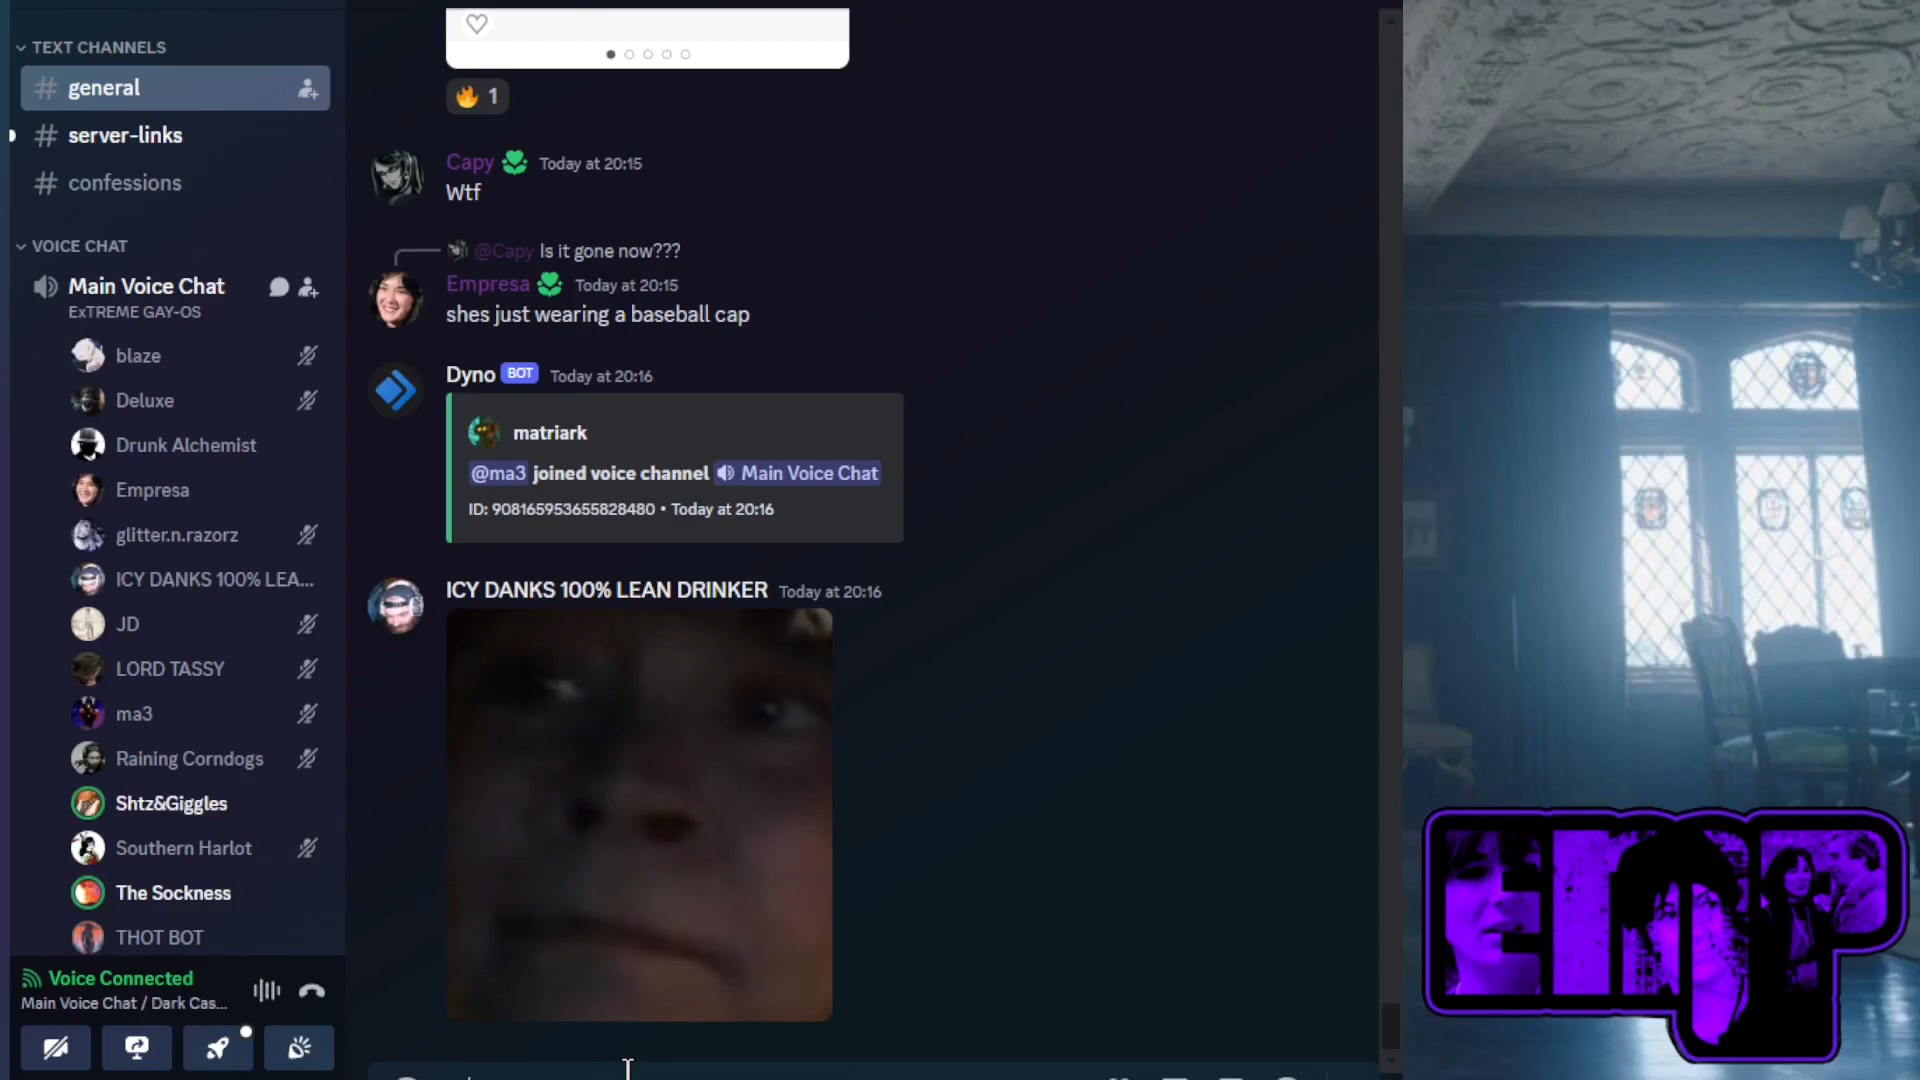 TEXT CHANNELS
general
server-links
confessions
VOICE CHAT
Main Voice Chat
ExTREME GAY-OS
blaze
Deluxe
Drunk Alchemist
Empresa
glitter.n.razorz
ICY DANKS 100% LEA...
JD
LORD TASSY
ma3
Raining Corndogs
Shtz&Giggles
Southern Harlot
The Sockness
THOT BOT
Voice Connected
Main Voice Chat / Dark Cas...
🔥 1
Capy Today at 20:15
Wtf
@Capy Is it gone now???
Empresa Today at 20:15
shes just wearing a baseball cap
Dyno BOT Today at 20:16
matriark
@ma3 joined voice channel Main Voice Chat
ID: 908165953655828480 • Today at 20:16
ICY DANKS 100% LEAN DRINKER Today at 20:16
EMP